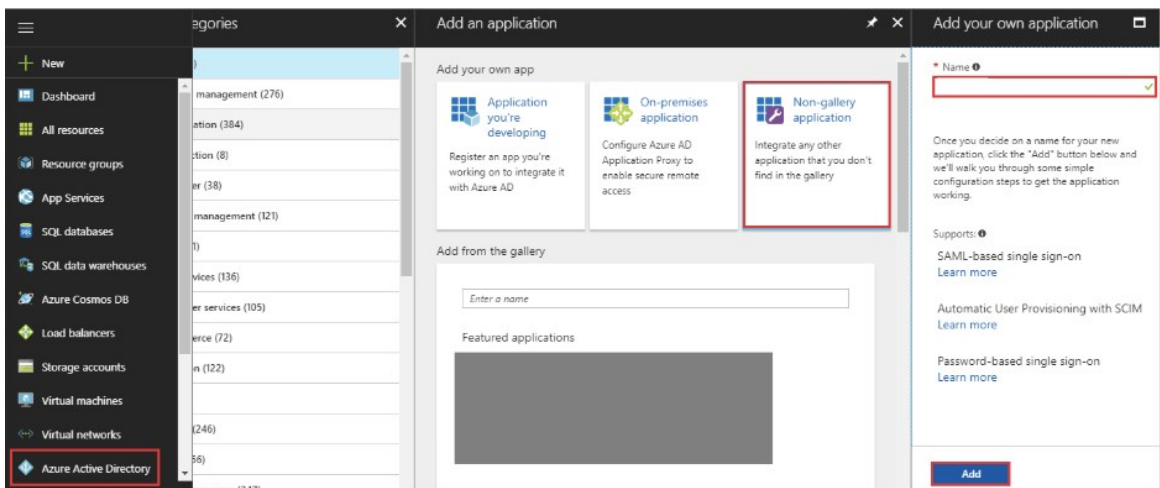 New
Dashboard
All resources
Resource groups
App Services
SQL databases
SQL data warehouses
Azure Cosmos DB
Load balancers
Storage accounts
Virtual machines
Virtual networks
Azure Active Directory
egories
management (276)
ation (384)
ction (8)
er (38)
management (121)
vices (136)
er services (105)
erce (72)
n (122)
(246)
Add an application
Add your own app
Application
you're
developing
Register an app you're
working on to integrate it
with Azure AD
On-premises
application
Configure Azure AD
Application Proxy to
enable secure remote
access
Non-gallery
application
Integrate any other
application that you don't
find in the gallery
Add from the gallery
Enter a name
Featured applications
Add your own application
* Name
Once you decide on a name for your new
application, click the "Add" button below and
we'll walk you through some simple
configuration steps to get the application
working.
Supports:
SAML-based single sign-on
Learn more
Automatic User Provisioning with SCIM
Learn more
Password-based single sign-on
Learn more
Add